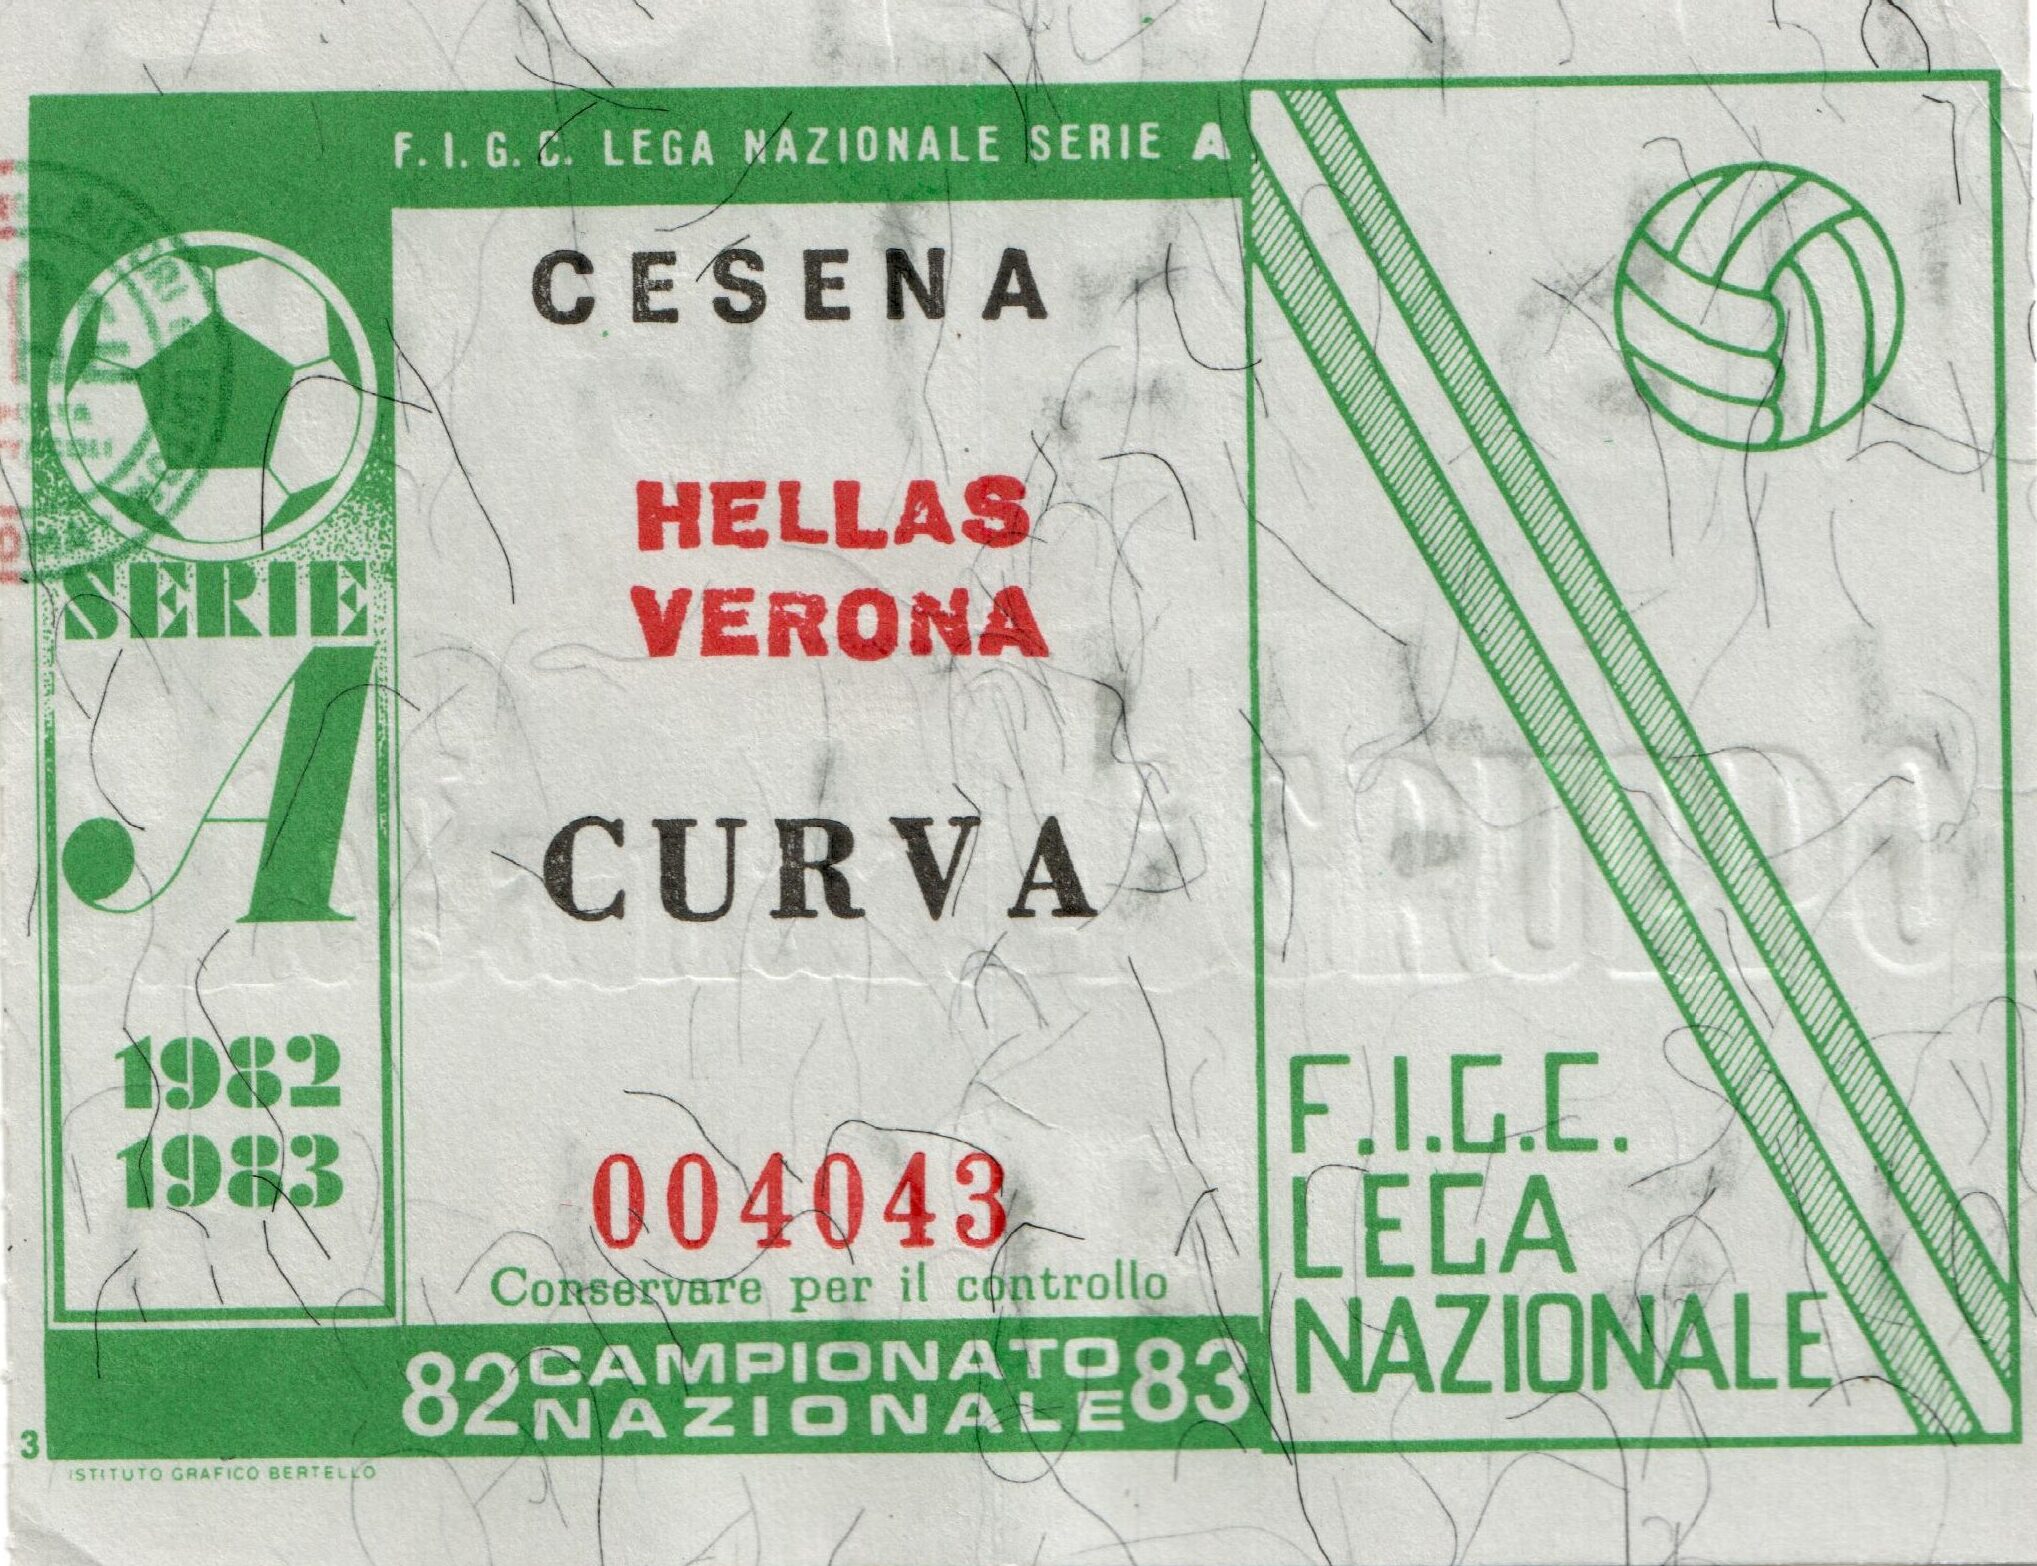 F. I. G. C. LEGA NAZIONALE SERIE A
CESENA
HELLAS
VERONA
CURVA
004043
Conservare per il controllo
82 CAMPIONATO NAZIONALE 83
SERIE
A
1982
1983
F.I.G.C.
LEGA
NAZIONALE
3
ISTITUTO GRAFICO BERTELLO